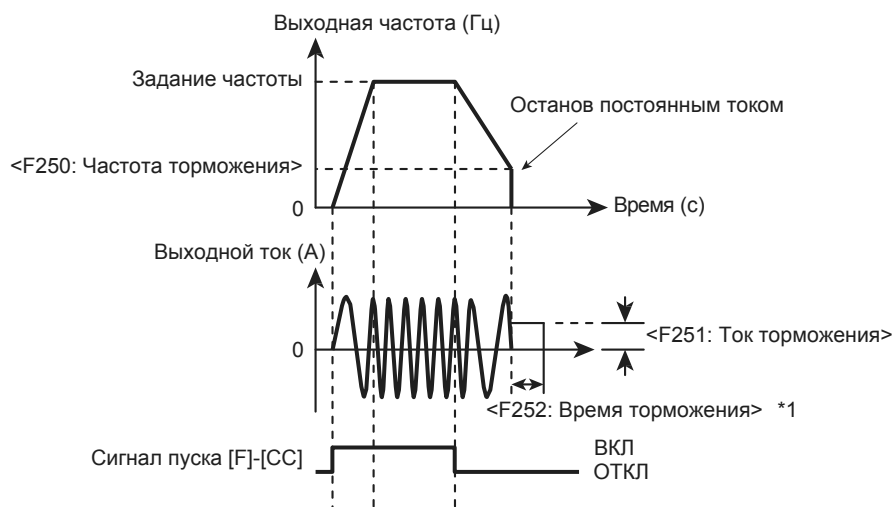 Выходная частота (Гц)
Задание частоты
Останов постоянным током
<F250: Частота торможения>
0
Время (с)
Выходной ток (А)
<F251: Ток торможения>
0
<F252: Время торможения> *1
Сигнал пуска [F]-[CC]
ВКЛ
ОТКЛ